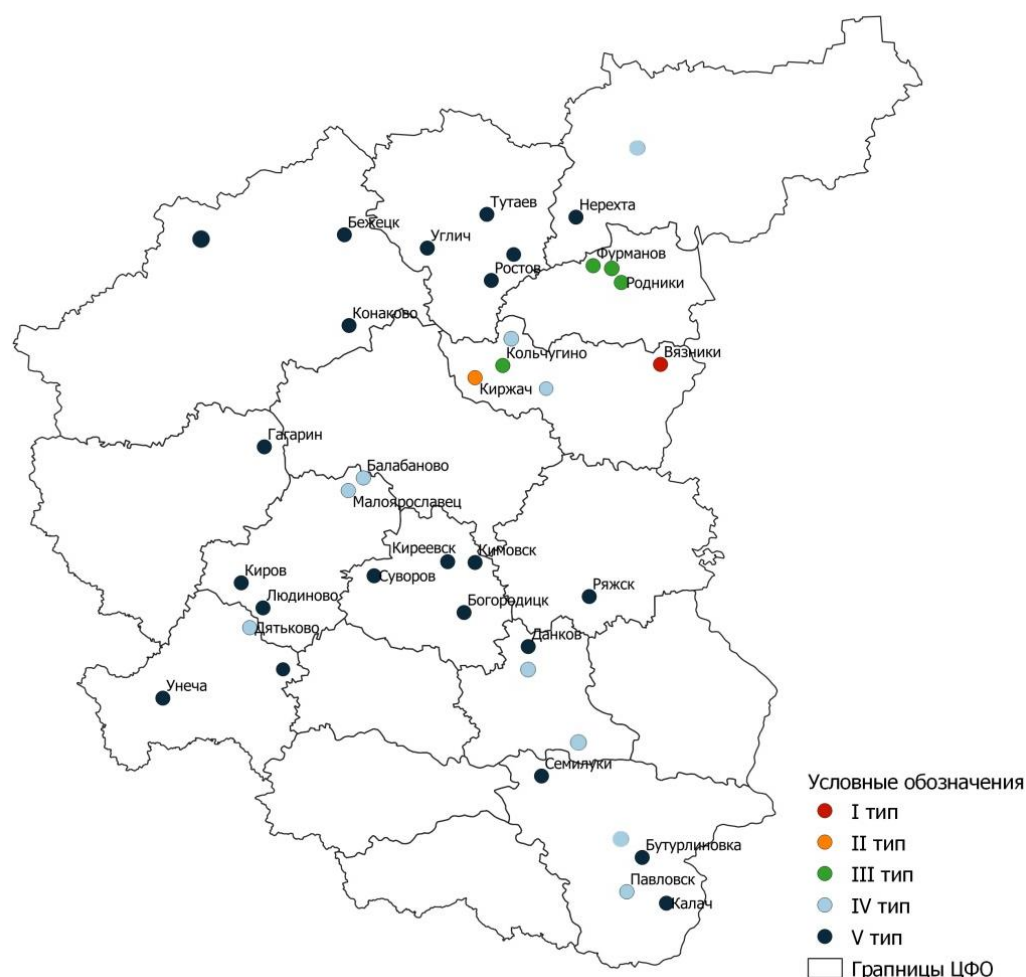 Тутаев
Нерехта
Бежецк
Углич
Фурманов
Ростов
Родники
Конаково
Кольчугино
Вязники
Киржач
Гагарин
Балабаново
Малоярославец
Киреевск
Кимовск
Киров
Суворов
Ряжск
Людиново
Богородицк
Дятьково
Данков
Унеча
Семилуки
Условные обозначения
I тип
II тип
Бутурлиновка
III тип
Павловск
Калач
IV тип
V тип
Грапницы ЦФО